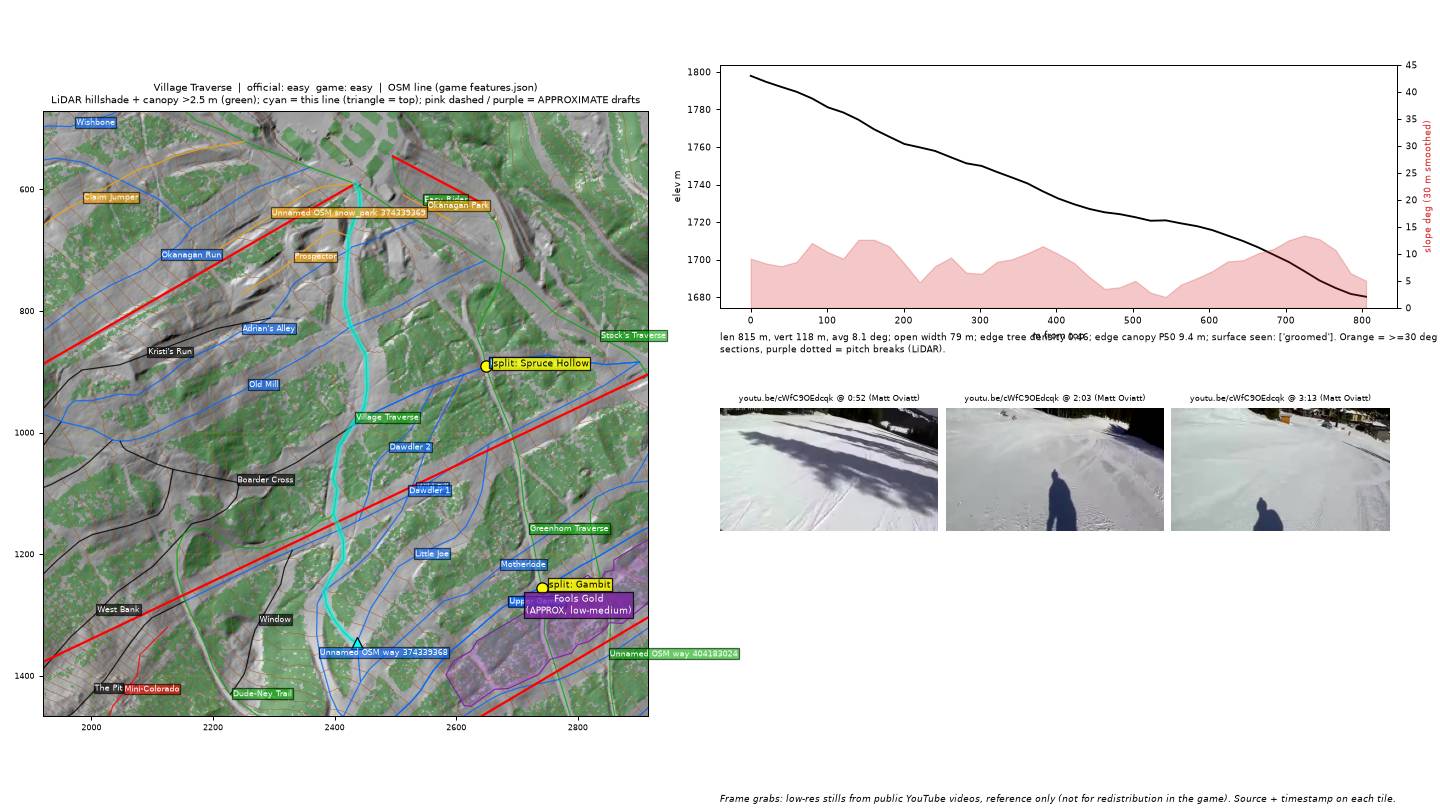 Village Traverse | official: easy game: easy | OSM line (game features.json)
LiDAR hillshade + canopy >2.5 m (green); cyan = this line (triangle = top); pink dashed / purple = APPROXIMATE drafts
Wishbone
Claim Jumper
Easy Rider
Okanagan Park
Unnamed OSM snow_park 374339369
Okanagan Run
Prospector
Adrian's Alley
Stock's Traverse
Kristi's Run
split: Spruce Hollow
Old Mill
Village Traverse
Dawdler 2
Boarder Cross
Dawdler 1
Greenhorn Traverse
Little Joe
Motherlode
split: Gambit
Fools Gold
(APPROX, low-medium)
West Bank
Window
Unnamed OSM way 374339368
Unnamed OSM way 404183024
The Pit
Mini-Colorado
Dude-Ney Trail
600
800
1000
1200
1400
2000
2200
2400
2600
2800
elev m
1800
1780
1760
1740
1720
1700
1680
0
100
200
300
400
500
600
700
800
m from top
45
40
35
30
25
20
15
10
5
0
slope deg (30 m smoothed)
len 815 m, vert 118 m, avg 8.1 deg; open width 79 m; edge tree density 0.46; edge canopy P50 9.4 m; surface seen: ['groomed']. Orange = >=30 deg
sections, purple dotted = pitch breaks (LiDAR).
youtu.be/cWfC9OEdcqk @ 0:52 (Matt Oviatt)
youtu.be/cWfC9OEdcqk @ 2:03 (Matt Oviatt)
youtu.be/cWfC9OEdcqk @ 3:13 (Matt Oviatt)
Frame grabs: low-res stills from public YouTube videos, reference only (not for redistribution in the game). Source + timestamp on each tile.